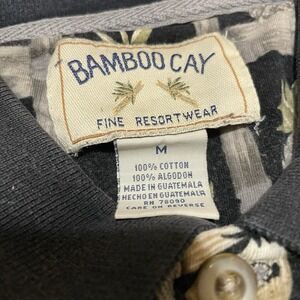 BAMBOO CAY
FINE RESORTWEAR
M
100% COTTON
100% ALGODON
MADE IN GUATEMALA
HECHO EN GUATEMALA
RN 78090
CARE ON REVERSE